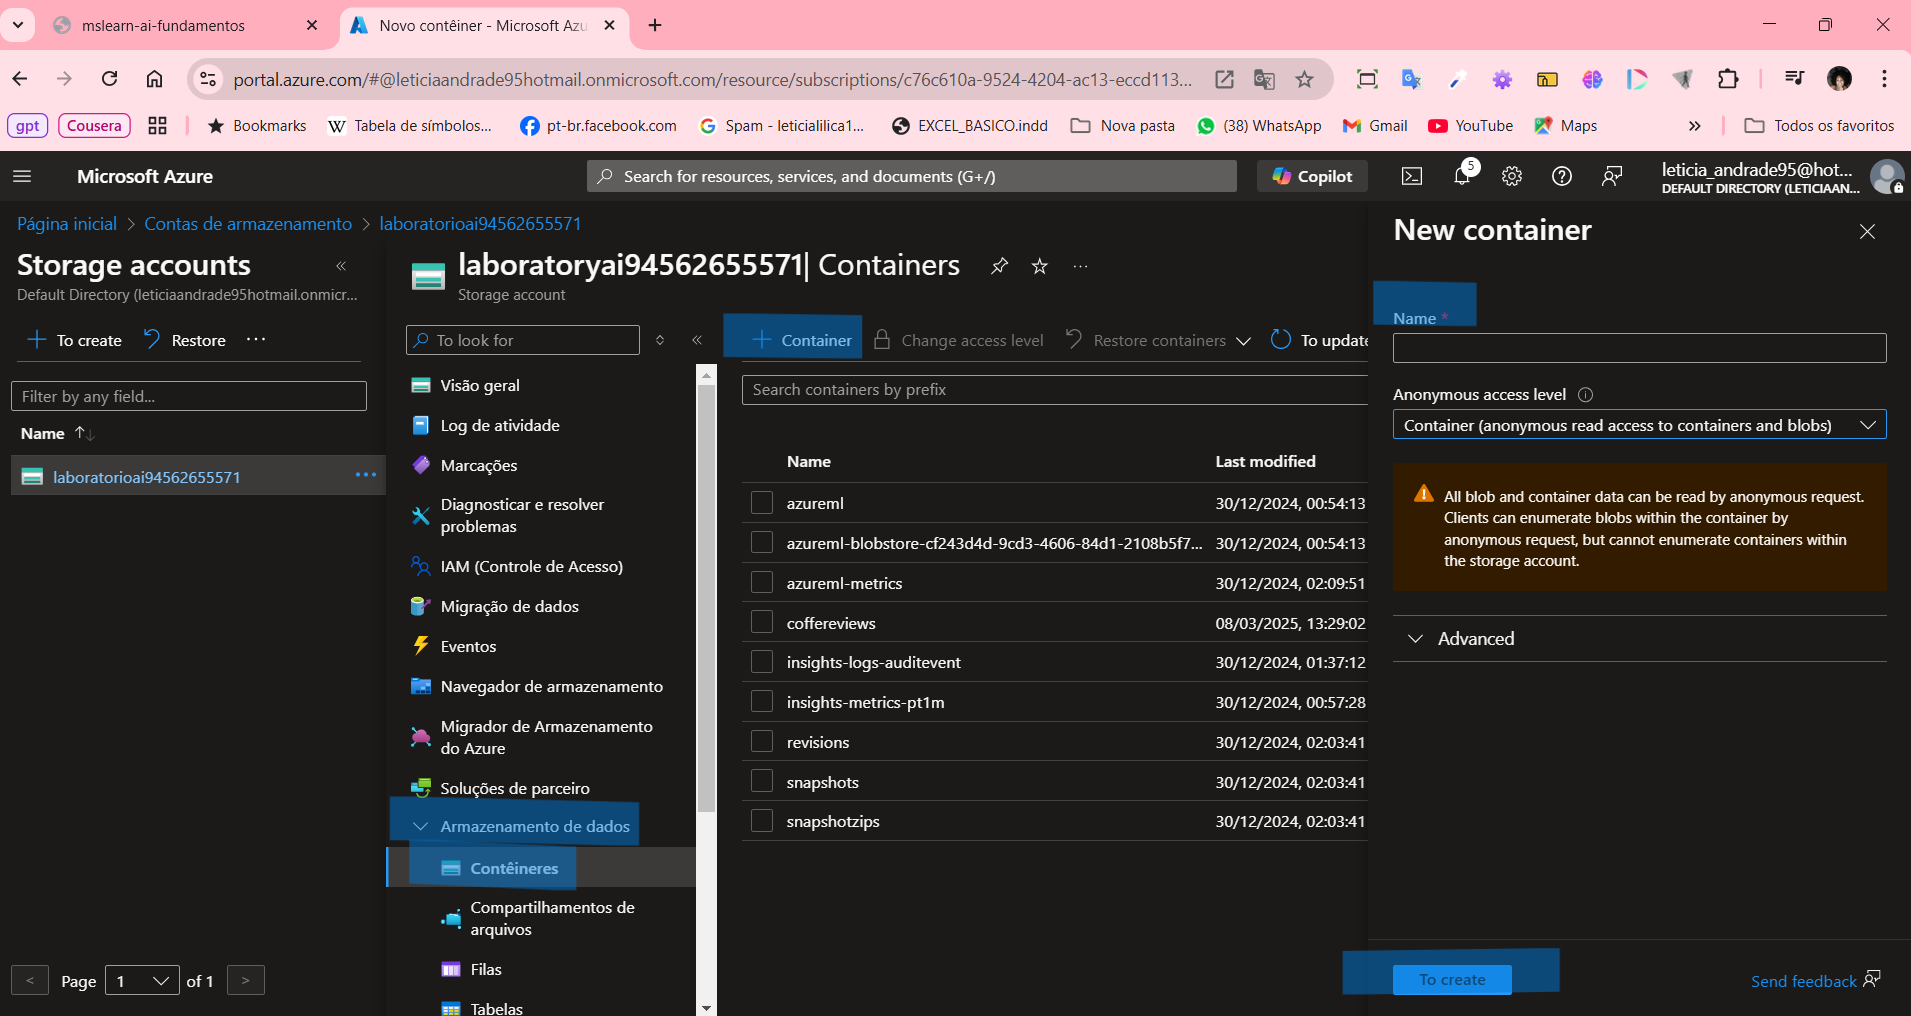 mslearn-ai-fundamentos
Novo contêiner - Microsoft Azu
portal.azure.com/#@leticiaandrade95hotmail.onmicrosoft.com/resource/subscriptions/c76c610a-9524-4204-ac13-eccd113...
gpt
Cousera
Bookmarks
Tabela de símbolos...
pt-br.facebook.com
Spam - leticialilica1...
EXCEL_BASICO.indd
Nova pasta
(38) WhatsApp
Gmail
YouTube
Maps
Todos os favoritos
Microsoft Azure
Search for resources, services, and documents (G+/)
Copilot
5
leticia_andrade95@hot...
DEFAULT DIRECTORY (LETICIAAN...
Página inicial > Contas de armazenamento > laboratorioai94562655571
Storage accounts
Default Directory (leticiaandrade95hotmail.onmicr...
To create
Restore
Filter by any field...
Name
laboratorioai94562655571
Page 1 of 1
laboratoryai94562655571| Containers
Storage account
To look for
Visão geral
Log de atividade
Marcações
Diagnosticar e resolver
problemas
IAM (Controle de Acesso)
Migração de dados
Eventos
Navegador de armazenamento
Migrador de Armazenamento
do Azure
Soluções de parceiro
Armazenamento de dados
Contêineres
Compartilhamentos de
arquivos
Filas
Tabelas
Container
Change access level
Restore containers
To update
Search containers by prefix
Name Last modified
azureml 30/12/2024, 00:54:13
azureml-blobstore-cf243d4d-9cd3-4606-84d1-2108b5f7... 30/12/2024, 00:54:13
azureml-metrics 30/12/2024, 02:09:51
coffereviews 08/03/2025, 13:29:02
insights-logs-auditevent 30/12/2024, 01:37:12
insights-metrics-pt1m 30/12/2024, 00:57:28
revisions 30/12/2024, 02:03:41
snapshots 30/12/2024, 02:03:41
snapshotzips 30/12/2024, 02:03:41
New container
Name *
Anonymous access level
Container (anonymous read access to containers and blobs)
All blob and container data can be read by anonymous request.
Clients can enumerate blobs within the container by
anonymous request, but cannot enumerate containers within
the storage account.
Advanced
To create
Send feedback